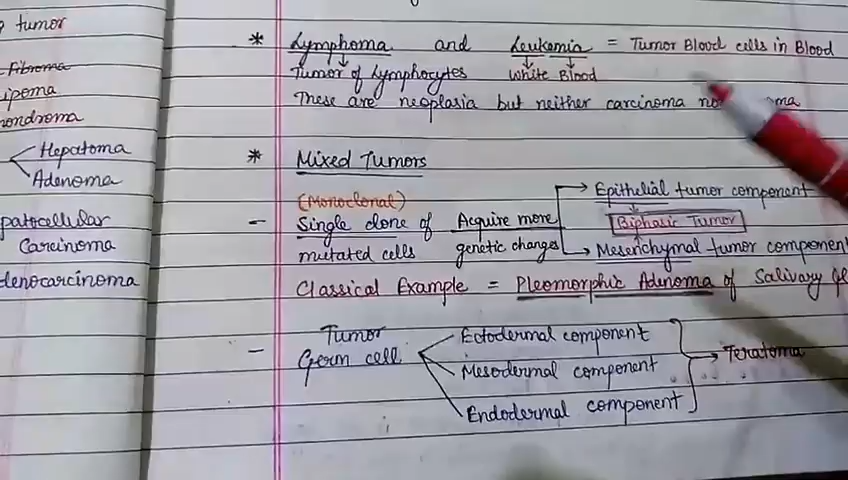 tumor
Fibroma
ipoma
ondroma
Hepatoma
Adenoma
patocellular
Carcinoma
denocarcinoma
* Lymphoma and Leukemia = Tumor Blood cells in Blood
Tumor of Lymphocytes White Blood
These are neoplasia but neither carcinoma no oma
* Mixed Tumors
(Monoclonal)
Epithelial tumor component
- Single clone of Acquire more
Biphasic Tumor
mutated cells genetic changes
Mesenchymal tumor component
Classical Example = Pleomorphic Adenoma of Salivary gl
Tumor
- Germ cell
Ectodermal component
Mesodermal component
Endodermal component
Teratoma